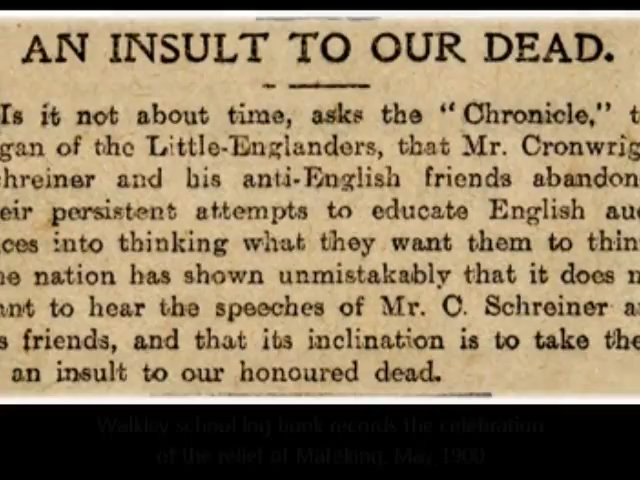 AN INSULT TO OUR DEAD.
Is it not about time, asks the "Chronicle," t
gan of the Little-Englanders, that Mr. Cronwrig
hreiner and his anti-English friends abandon
eir persistent attempts to educate English au
ces into thinking what they want them to thin
he nation has shown unmistakably that it does n
ant to hear the speeches of Mr. C. Schreiner a
s friends, and that its inclination is to take the
an insult to our honoured dead.
Walkley school log book records the celebration
of the relief of Mafeking, May 1900